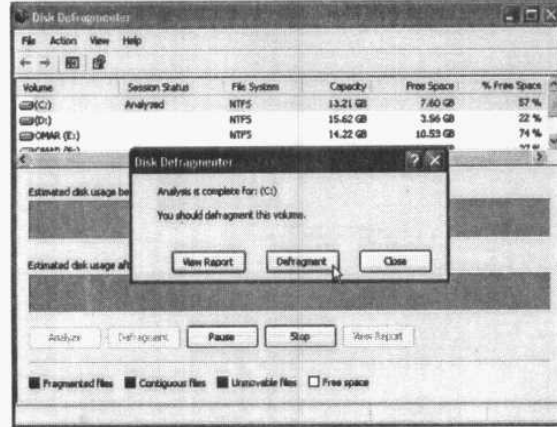 Disk Defragmenter
File Action View Help
Volume Session Status File System Capacity Free Space % Free Space
(C:) Analyzed NTFS 13.21 GB 7.60 GB 57 %
(D:) NTFS 15.62 GB 3.56 GB 22 %
OMAR (E:) NTFS 14.22 GB 10.53 GB 74 %
Disk Defragmenter
Estimated disk usage be
Analysis is complete for: (C:)
You should defragment this volume.
View Report Defragment Close
Estimated disk usage aft
Analyze Defragment Pause Stop View Report
Fragmented files Contiguous files Unmovable files Free space